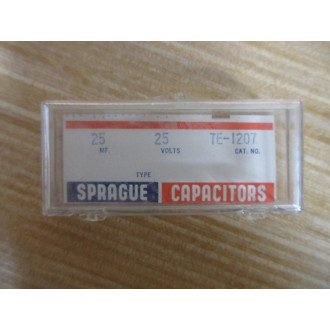 25 25 TE-1207
MF. VOLTS CAT. NO.
TYPE
SPRAGUE CAPACITORS